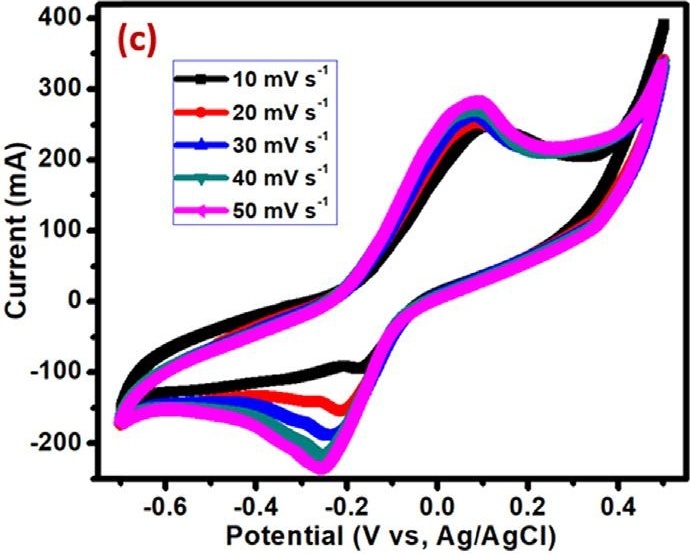 (c)
10 mV s⁻¹
20 mV s⁻¹
30 mV s⁻¹
40 mV s⁻¹
50 mV s⁻¹
Current (mA)
400
300
200
100
0
-100
-200
-0.6 -0.4 -0.2 0.0 0.2 0.4
Potential (V vs, Ag/AgCl)